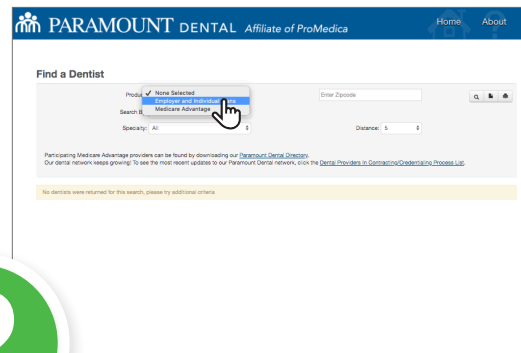 PARAMOUNT DENTAL Affiliate of ProMedica
Home
About
Find a Dentist
✓ None Selected
Employer and Individual
Medicare Advantage
Enter Zipcode
Specialty: All
Distance: 5
Participating Medicare Advantage providers can be found by downloading our Paramount Dental Directory.
Our dental network keeps growing! To see the most recent updates to our Paramount Dental network, click the Dental Providers In Contracting/Credentialing Process List.
No dentists were returned for this search, please try additional criteria